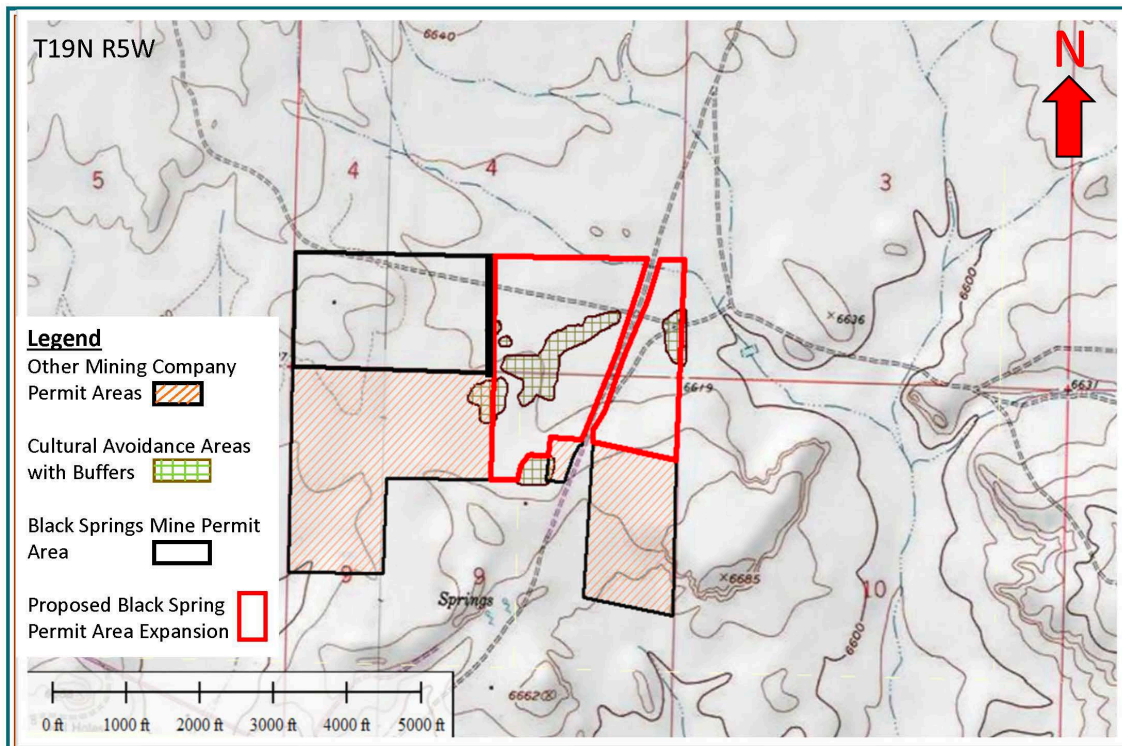 T19N R5W
N
6640
5
4
4
3
6600
6636
Legend
Other Mining Company
Permit Areas
Cultural Avoidance Areas
with Buffers
Black Springs Mine Permit
Area
Proposed Black Spring
Permit Area Expansion
6619
6631
9
9
Springs
6685
10
6600
6662
0 ft 1000 ft 2000 ft 3000 ft 4000 ft 5000 ft